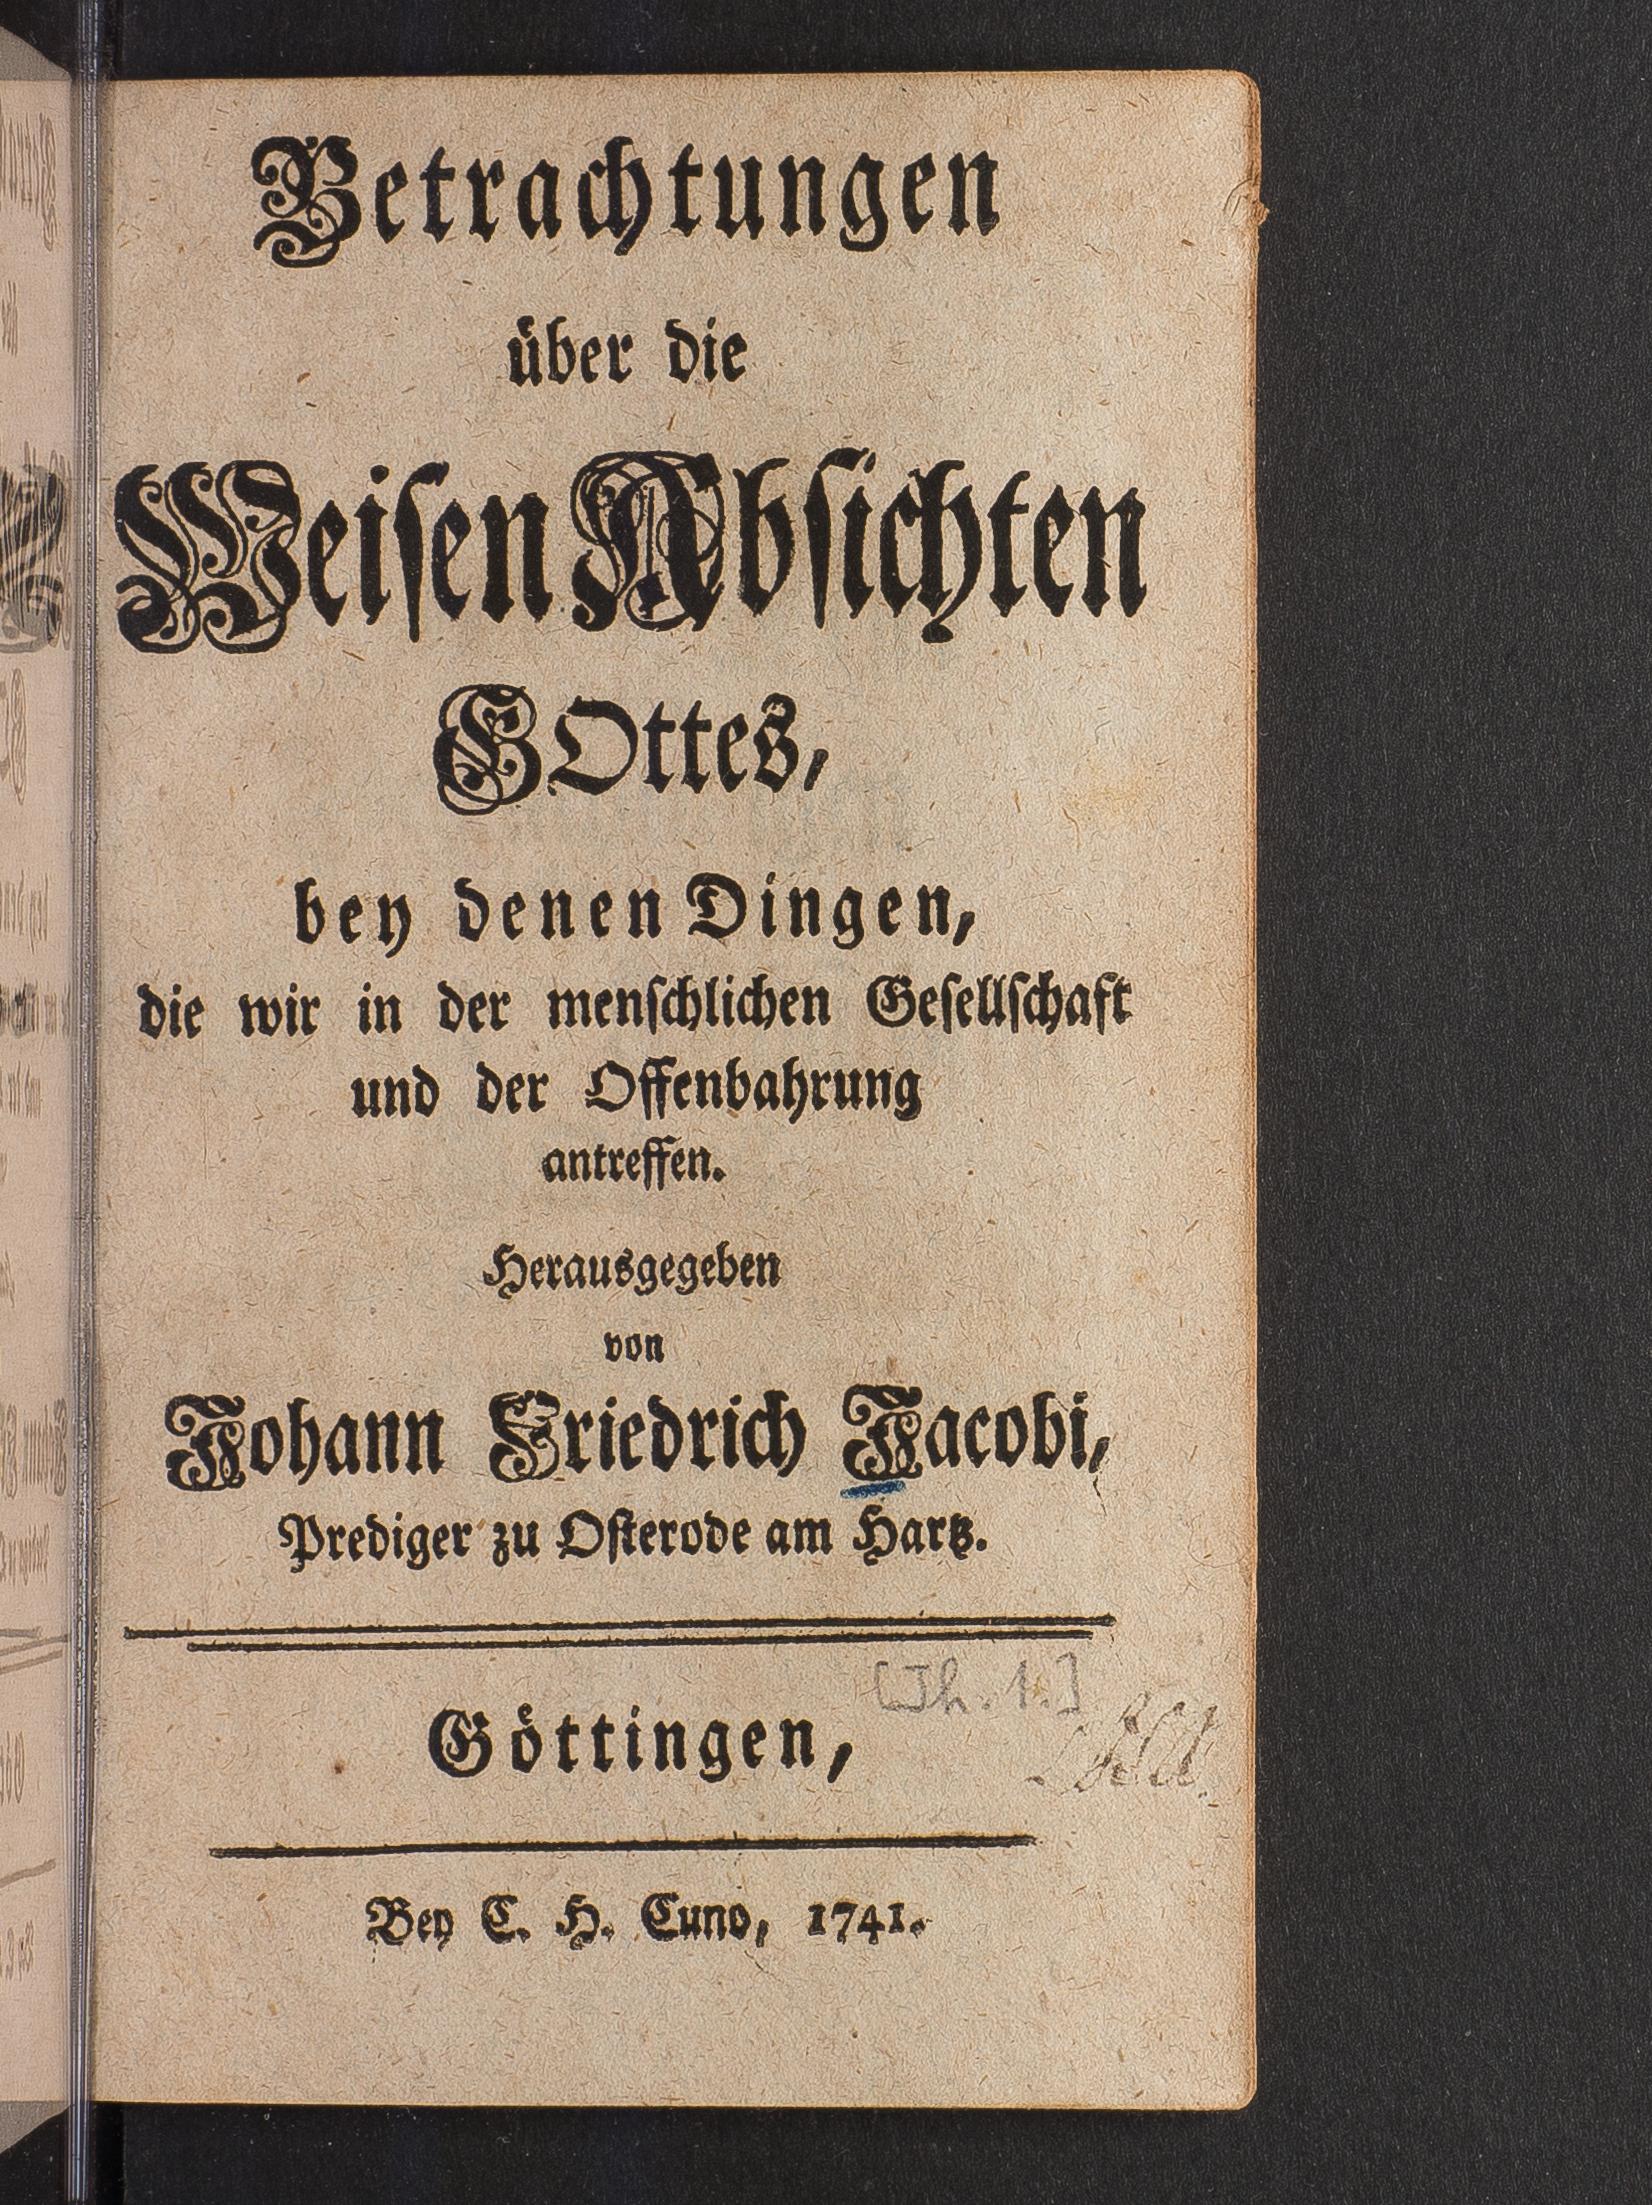 Betrachtungen
über die
Weisen Absichten
GOttes,
bey denen Dingen,
die wir in der menschlichen Gesellschaft
und der Offenbahrung
antreffen.
Herausgegeben
von
Johann Friedrich Jacobi,
Prediger zu Osterode am Hartz.
[Th. 1.]
Göttingen,
Bey C. H. Cuno, 1741.